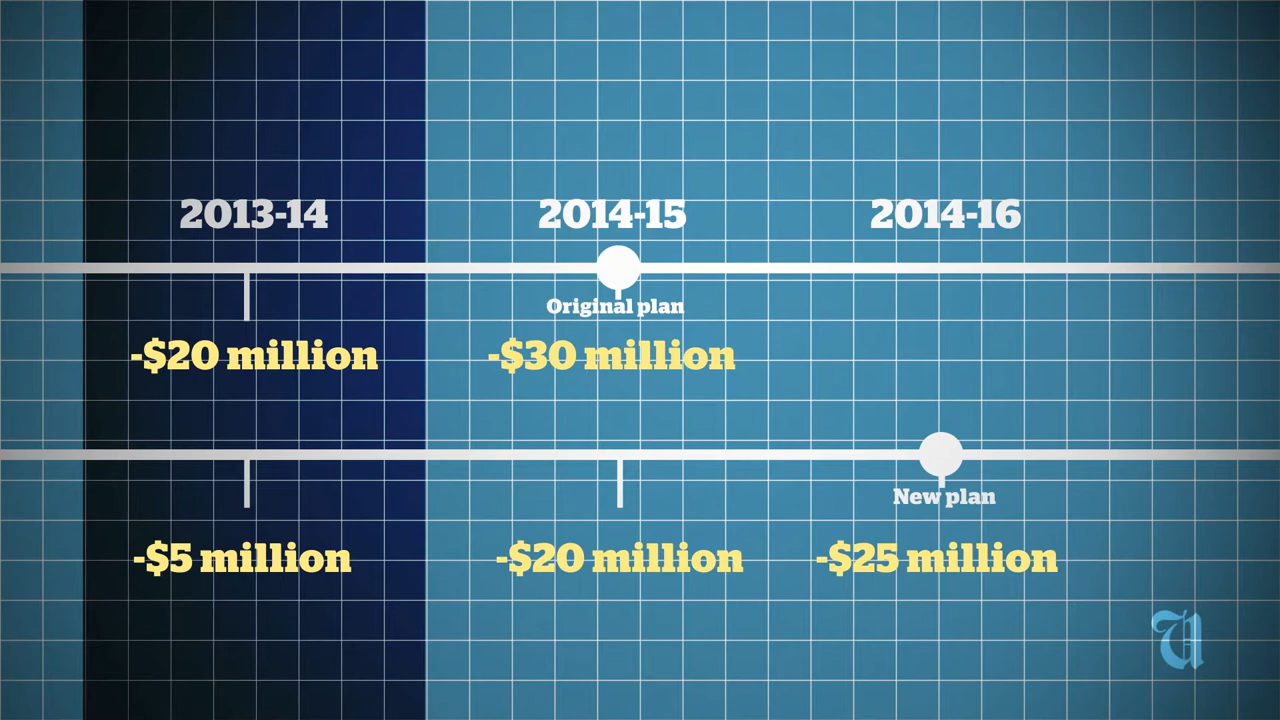 2013-14
2014-15
2014-16
Original plan
-$20 million
-$30 million
New plan
-$5 million
-$20 million
-$25 million
U